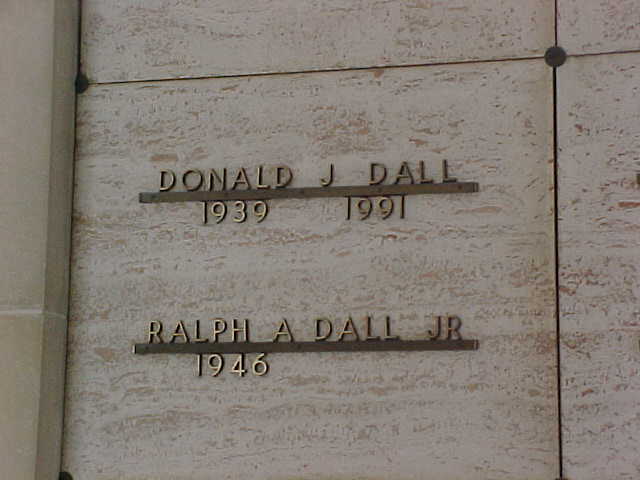 DONALD J DALL
1939 1991
RALPH A DALL JR
1946